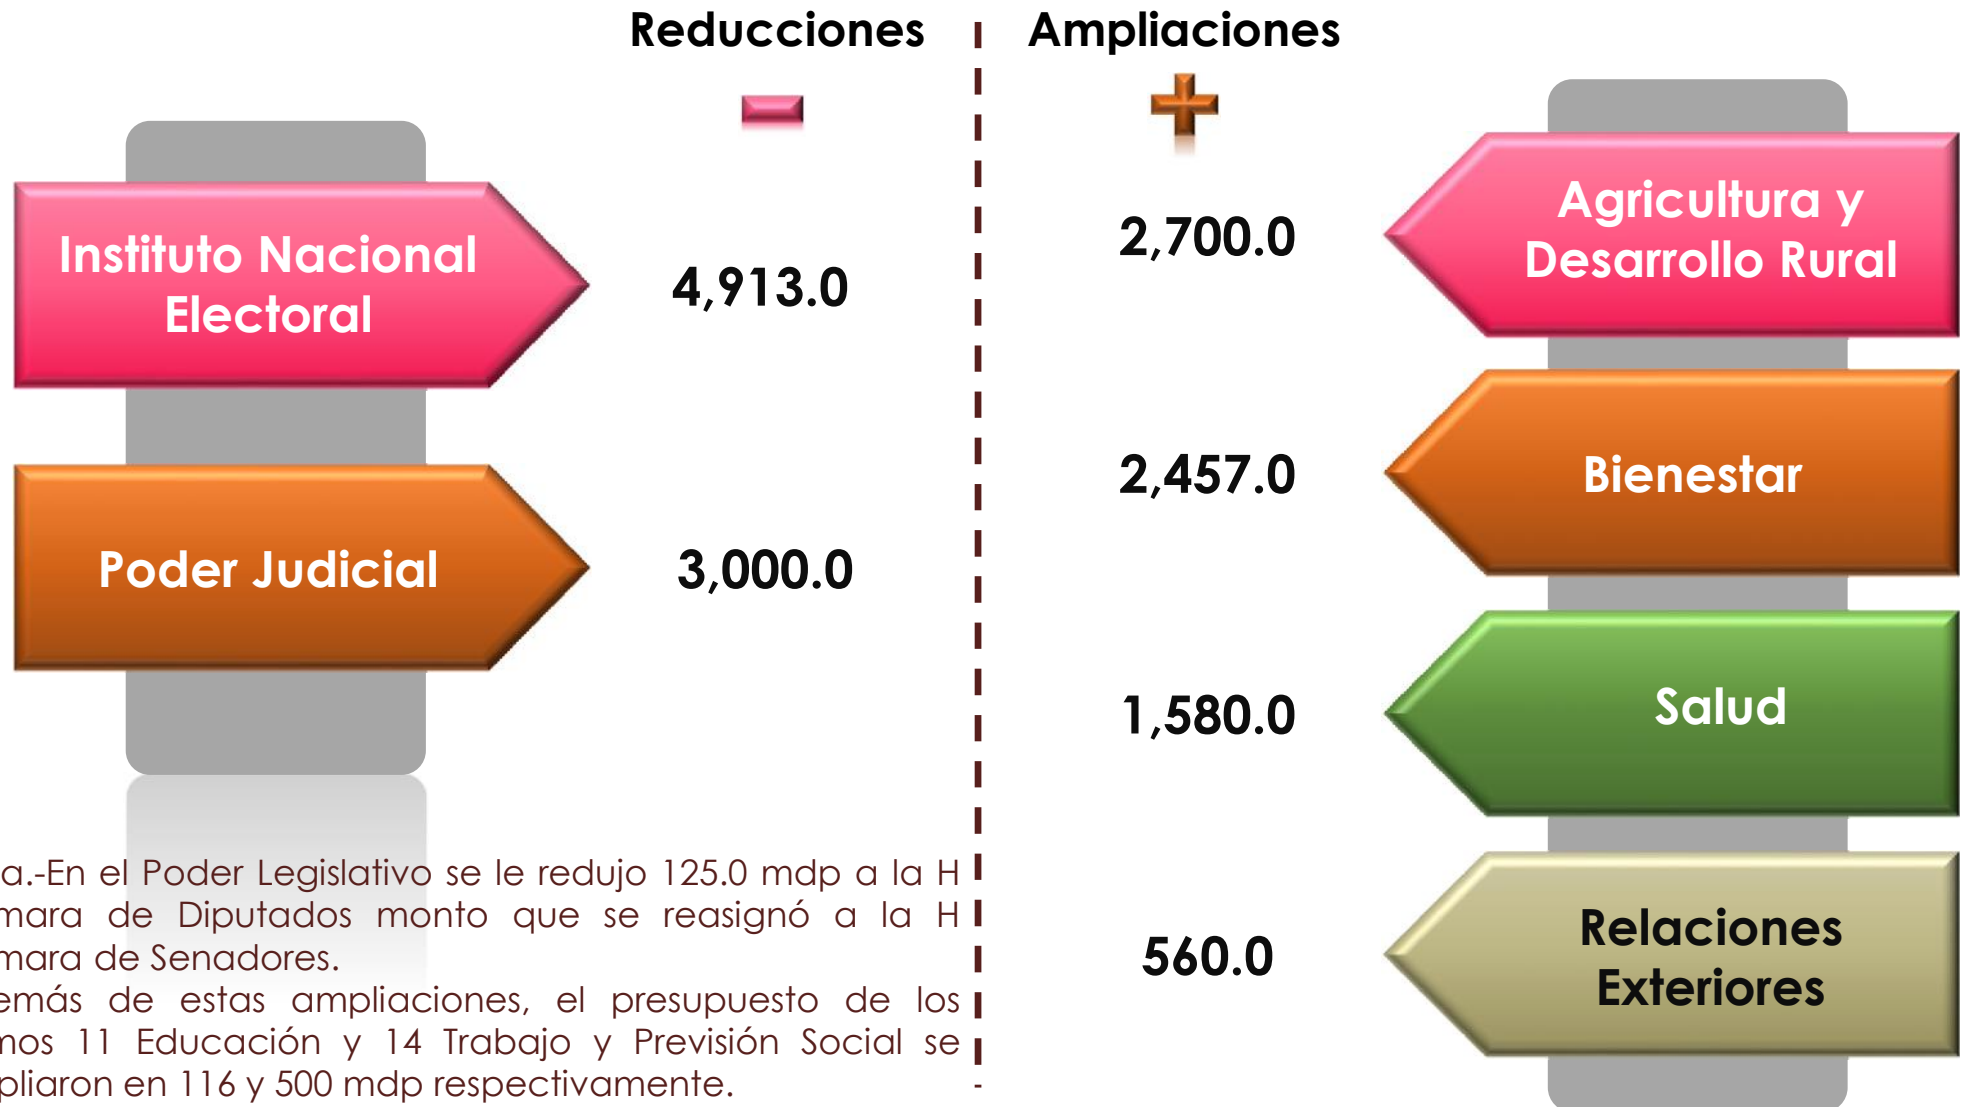 Reducciones
Instituto Nacional
Electoral
4,913.0
Poder Judicial
3,000.0
a.-En el Poder Legislativo se le redujo 125.0 mdp a la H
mara de Diputados monto que se reasignó a la H
mara de Senadores.
emás de estas ampliaciones, el presupuesto de los
mos 11 Educación y 14 Trabajo y Previsión Social se
pliaron en 116 y 500 mdp respectivamente.
Ampliaciones
2,700.0
Agricultura y
Desarrollo Rural
2,457.0
Bienestar
1,580.0
Salud
560.0
Relaciones
Exteriores